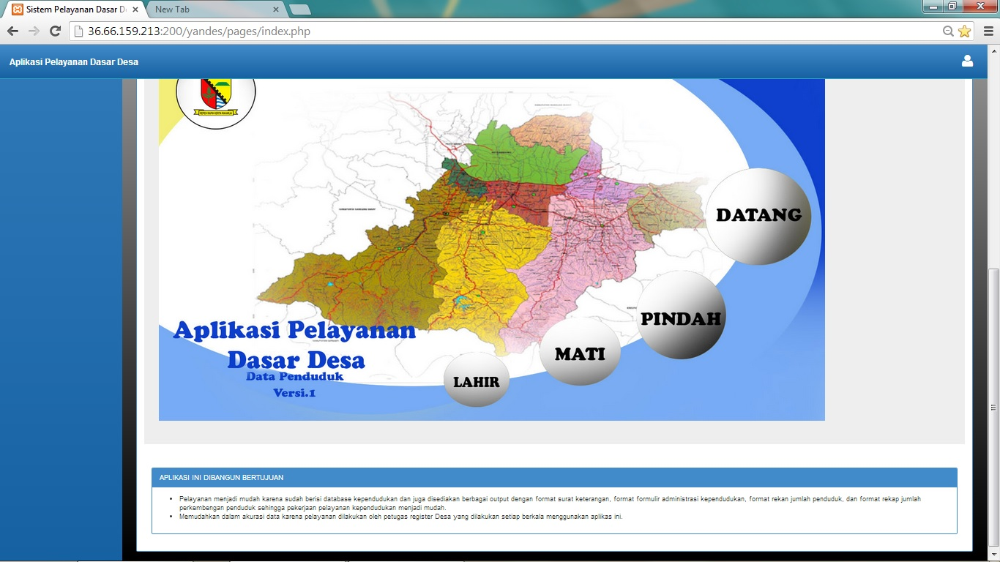 Sistem Pelayanan Dasar D
New Tab
36.66.159.213:200/yandes/pages/index.php
Aplikasi Pelayanan Dasar Desa
DATANG
PINDAH
MATI
LAHIR
Aplikasi Pelayanan
Dasar Desa
Data Penduduk
Versi.1
APLIKASI INI DIBANGUN BERTUJUAN
Pelayanan menjadi mudah karena sudah berisi database kependudukan dan juga disediakan berbagai output dengan format surat keterangan, format formulir administrasi kependudukan, format rekan jumlah penduduk, dan format rekap jumlah
perkembengan penduduk sehingga pekerjaan pelayanan kependudukan menjadi mudah.
Memudahkan dalam akurasi data karena pelayanan dilakukan oleh petugas register Desa yang dilakukan setiap berkala menggunakan aplikas ini.